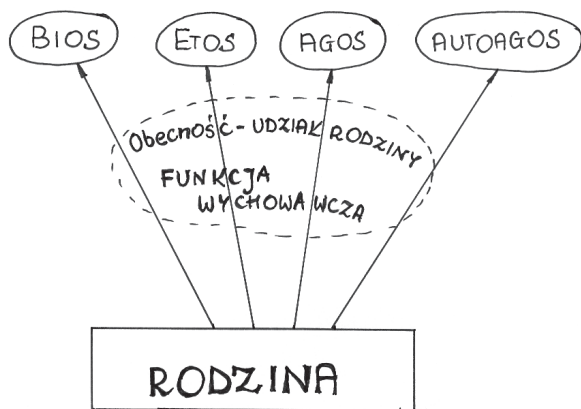 BIOS
ETOS
AGOS
AUTOAGOS
Obecność - UDZIAŁ RODZINY
FUNKCJA
WYCHOWAWCZA
RODZINA